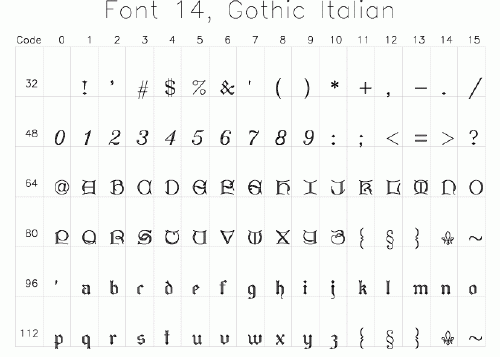 Font 14, Gothic Italian
Code 0 1 2 3 4 5 6 7 8 9 10 11 12 13 14 15
32 ! ’ # $ % & ' ( ) * + , − . /
48 0 1 2 3 4 5 6 7 8 9 : ; < = > ?
64 @ A B C D E F G H I J K L M N O
80 P Q R S T U V W X Y Z { § } ⚜ ~
96 ' a b c d e f g h i j k l m n o
112 p q r s t u v w x y z { § } ⚜ ~